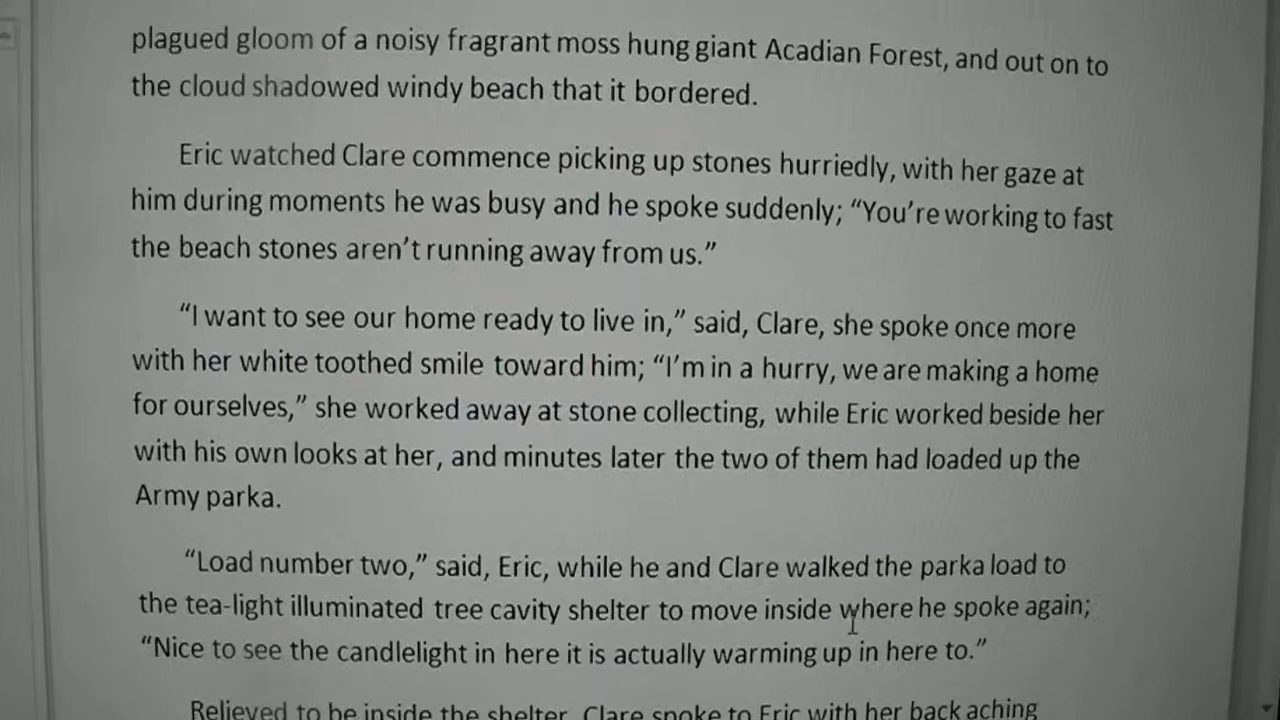 plagued gloom of a noisy fragrant moss hung giant Acadian Forest, and out on to
the cloud shadowed windy beach that it bordered.
Eric watched Clare commence picking up stones hurriedly, with her gaze at
him during moments he was busy and he spoke suddenly; “You’re working to fast
the beach stones aren’t running away from us.”
“I want to see our home ready to live in,” said, Clare, she spoke once more
with her white toothed smile toward him; “I’m in a hurry, we are making a home
for ourselves,” she worked away at stone collecting, while Eric worked beside her
with his own looks at her, and minutes later the two of them had loaded up the
Army parka.
“Load number two,” said, Eric, while he and Clare walked the parka load to
the tea-light illuminated tree cavity shelter to move inside where he spoke again;
“Nice to see the candlelight in here it is actually warming up in here to.”
Relieved to be inside the shelter, Clare spoke to Eric with her back aching